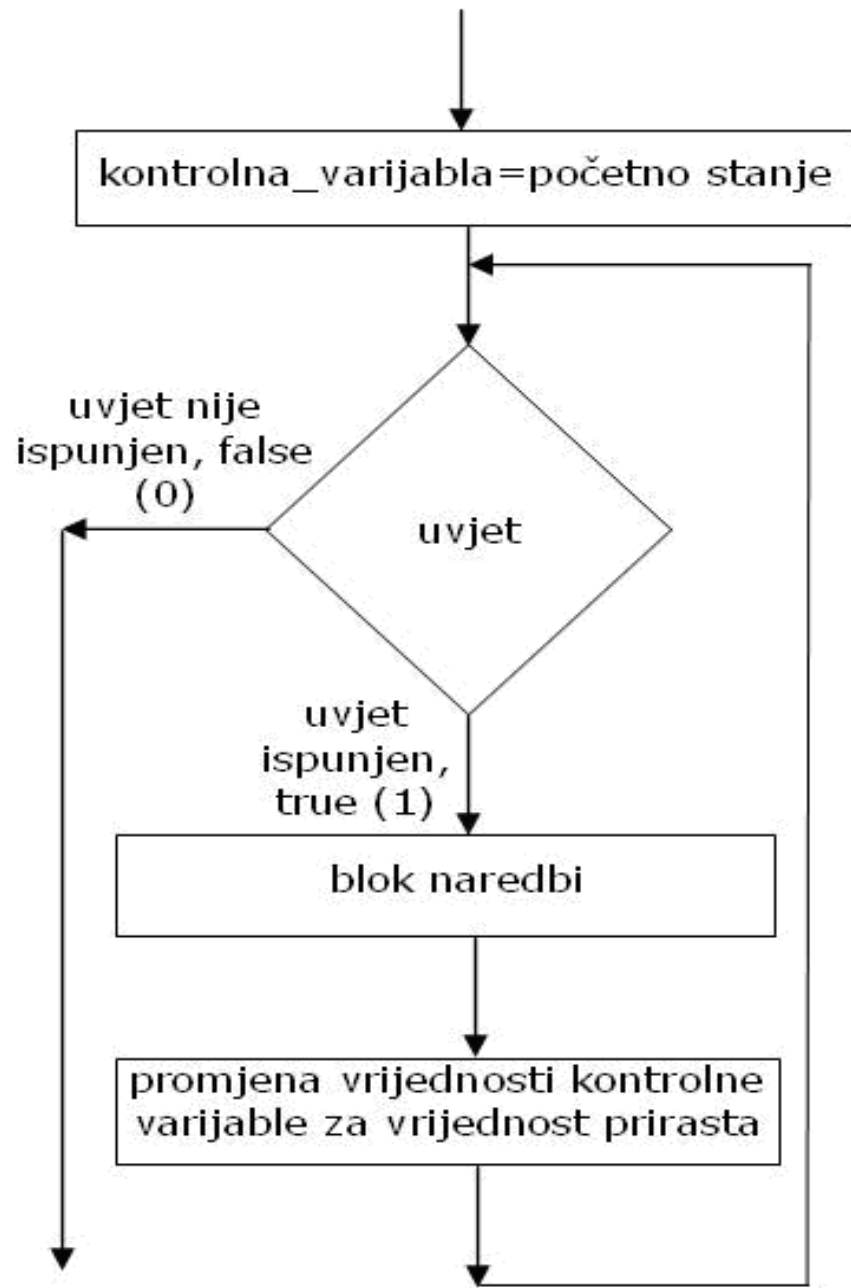 kontrolna_varijabla=početno stanje
uvjet nije
ispunjen, false
(0)
uvjet
uvjet
ispunjen,
true (1)
blok naredbi
promjena vrijednosti kontrolne
varijable za vrijednost prirasta